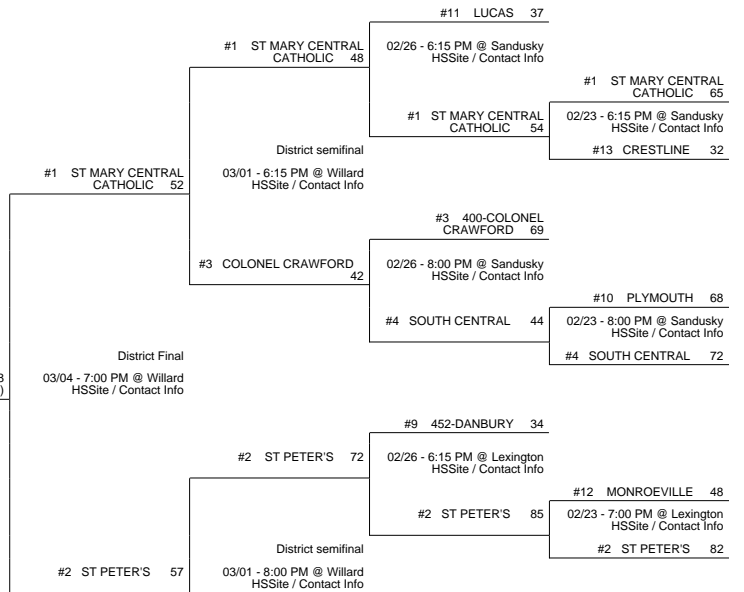 #11 LUCAS 37
#1 ST MARY CENTRAL
CATHOLIC 48
02/26 - 6:15 PM @ Sandusky
HSSite / Contact Info
#1 ST MARY CENTRAL
CATHOLIC 65
#1 ST MARY CENTRAL
CATHOLIC 54
02/23 - 6:15 PM @ Sandusky
HSSite / Contact Info
#13 CRESTLINE 32
District semifinal
03/01 - 6:15 PM @ Willard
HSSite / Contact Info
#1 ST MARY CENTRAL
CATHOLIC 52
#3 400-COLONEL
CRAWFORD 69
#3 COLONEL CRAWFORD
42
02/26 - 8:00 PM @ Sandusky
HSSite / Contact Info
#10 PLYMOUTH 68
#4 SOUTH CENTRAL 44
02/23 - 8:00 PM @ Sandusky
HSSite / Contact Info
#4 SOUTH CENTRAL 72
District Final
03/04 - 7:00 PM @ Willard
HSSite / Contact Info
)
#9 452-DANBURY 34
#2 ST PETER'S 72
02/26 - 6:15 PM @ Lexington
HSSite / Contact Info
#12 MONROEVILLE 48
#2 ST PETER'S 85
02/23 - 7:00 PM @ Lexington
HSSite / Contact Info
#2 ST PETER'S 82
District semifinal
03/01 - 8:00 PM @ Willard
HSSite / Contact Info
#2 ST PETER'S 57